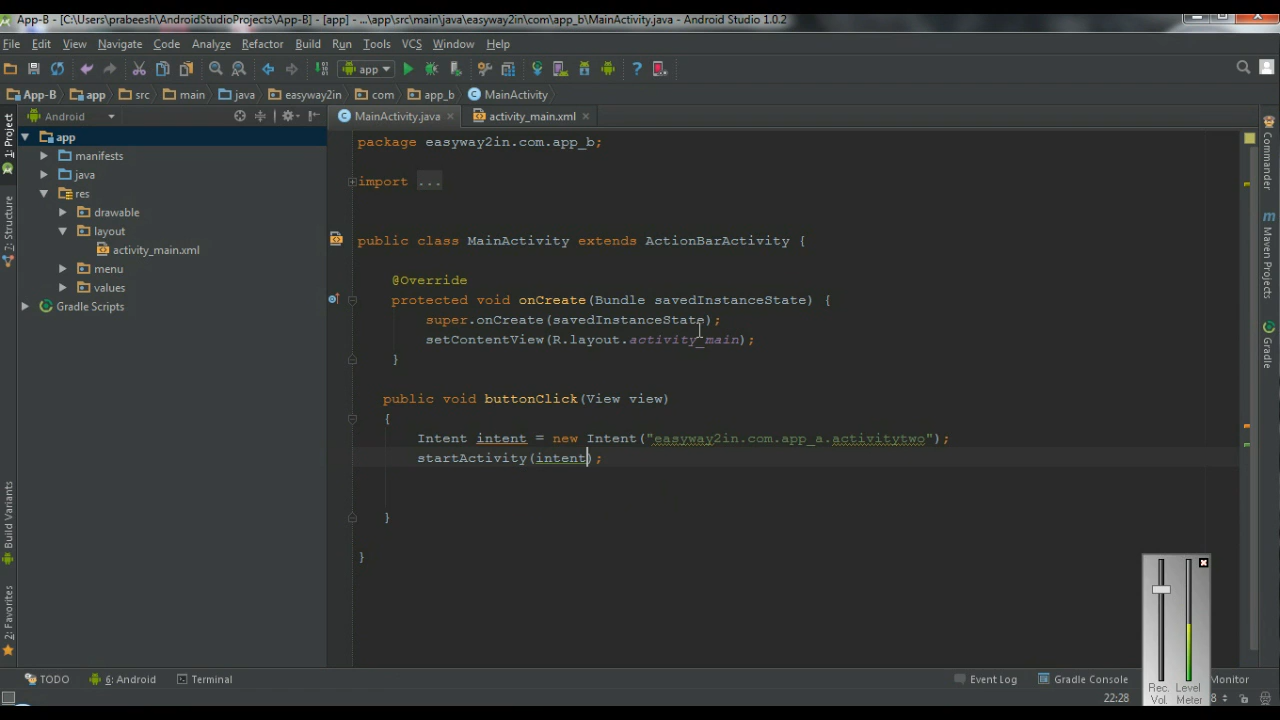 App-B - [C:\Users\prabeesh\AndroidStudioProjects\App-B] - [app] - ...\app\src\main\java\easyway2in\com\app_b\MainActivity.java - Android Studio 1.0.2
File Edit View Navigate Code Analyze Refactor Build Run Tools VCS Window Help
app
App-B app src main java easyway2in com app_b MainActivity
Android
MainActivity.java activity_main.xml
1: Project
7: Structure
Build Variants
2: Favorites
app
manifests
java
res
drawable
layout
activity_main.xml
menu
values
Gradle Scripts
package easyway2in.com.app_b;
import ...
public class MainActivity extends ActionBarActivity {
@Override
protected void onCreate(Bundle savedInstanceState) {
super.onCreate(savedInstanceState);
setContentView(R.layout.activity_main);
}
public void buttonClick(View view)
{
Intent intent = new Intent("easyway2in.com.app_a.activitytwo");
startActivity(intent);
}
}
Commander
Maven Projects
Gradle
Rec. Vol.
Level Meter
TODO 6: Android Terminal Event Log Gradle Console Monitor
22:28 8